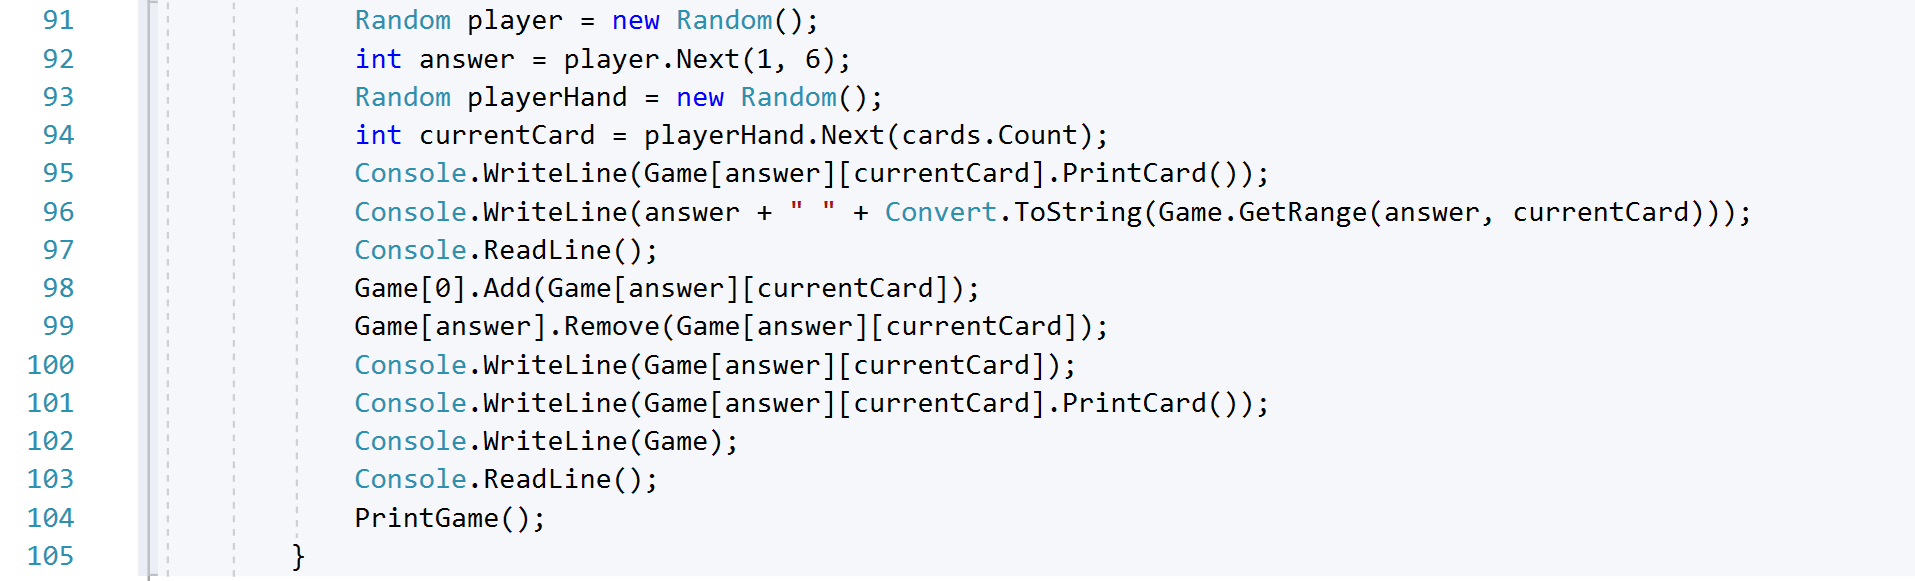 91 Random player = new Random();
92 int answer = player.Next(1, 6);
93 Random playerHand = new Random();
94 int currentCard = playerHand.Next(cards.Count);
95 Console.WriteLine(Game[answer][currentCard].PrintCard());
96 Console.WriteLine(answer + " " + Convert.ToString(Game.GetRange(answer, currentCard)));
97 Console.ReadLine();
98 Game[0].Add(Game[answer][currentCard]);
99 Game[answer].Remove(Game[answer][currentCard]);
100 Console.WriteLine(Game[answer][currentCard]);
101 Console.WriteLine(Game[answer][currentCard].PrintCard());
102 Console.WriteLine(Game);
103 Console.ReadLine();
104 PrintGame();
105 }